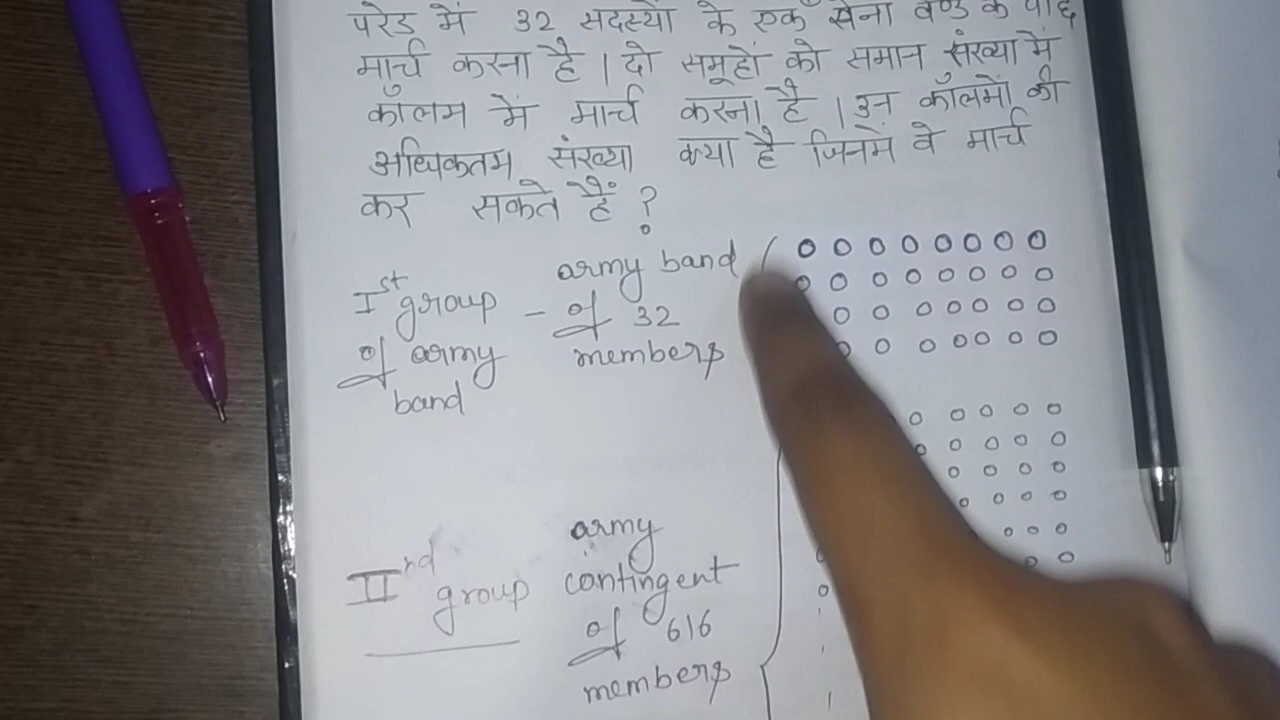 परेड में 32 सदस्यों के एक सेना बैण्ड के पीछे
मार्च करना है । दो समूहों को समान संख्या में
कॉलम में मार्च करना है । उन कॉलमों की
अधिकतम संख्या क्या है जिनमें वे मार्च
कर सकते हैं ?
Ist group of army band - army band of 32 members
IInd group army contingent of 616 members